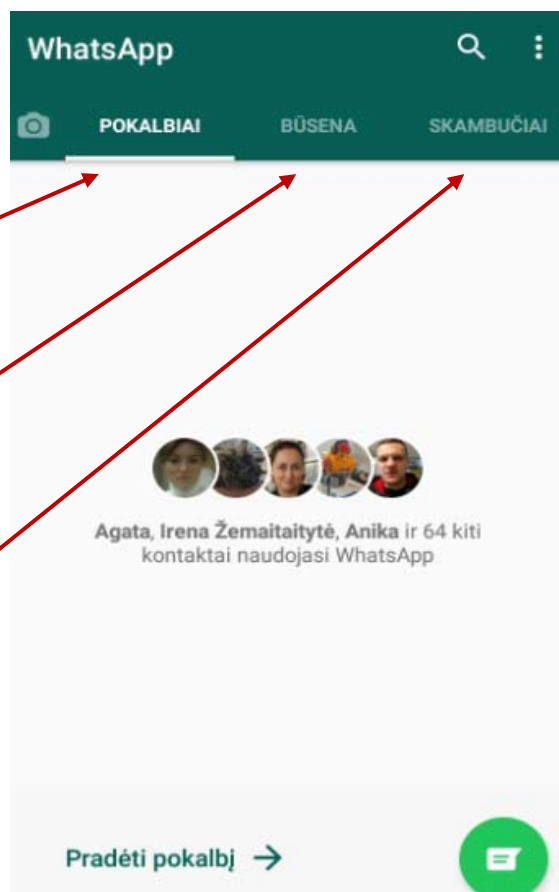 WhatsApp
POKALBIAI BŪSENA SKAMBUČIAI
Agata, Irena Žemaitaitytė, Anika ir 64 kiti
kontaktai naudojasi WhatsApp
Pradėti pokalbį →